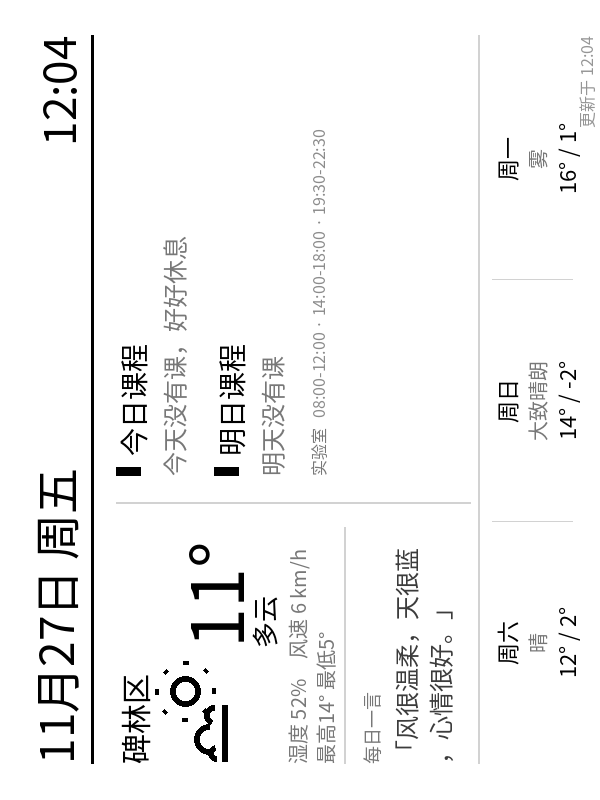 11月27日 周五
12:04
碑林区
11°
多云
湿度 52% 风速 6 km/h
最高14° 最低5°
每日一言
「风很温柔，天很蓝
，心情很好。」
今日课程
今天没有课，好好休息
明日课程
明天没有课
实验室 08:00-12:00 · 14:00-18:00 · 19:30-22:30
周六
晴
12° / 2°
周日
大致晴朗
14° / -2°
周一
雾
16° / 1°
更新于 12:04